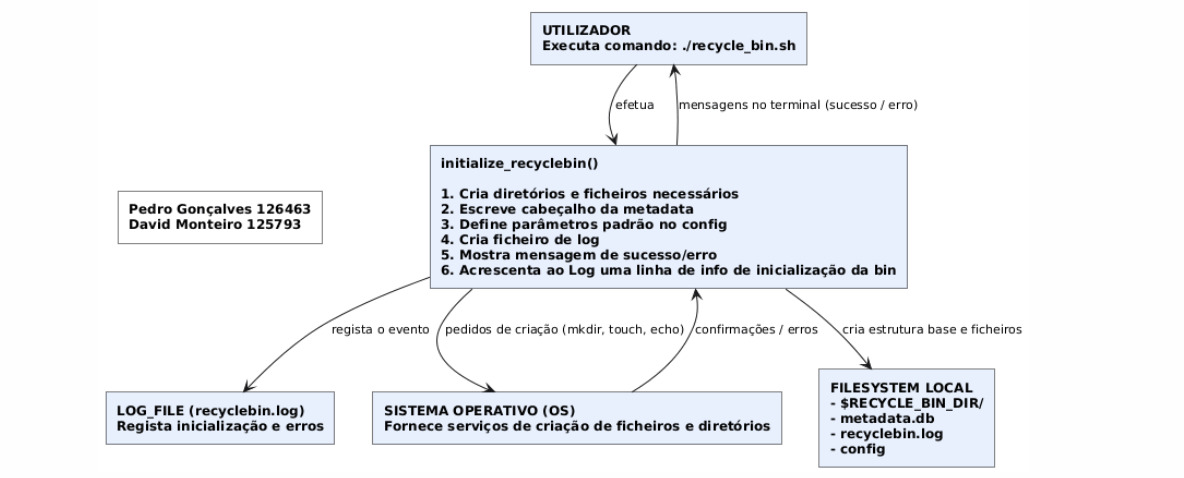 UTILIZADOR
Executa comando: ./recycle_bin.sh
efetua
mensagens no terminal (sucesso / erro)
initialize_recyclebin()
1. Cria diretórios e ficheiros necessários
2. Escreve cabeçalho da metadata
3. Define parâmetros padrão no config
4. Cria ficheiro de log
5. Mostra mensagem de sucesso/erro
6. Acrescenta ao Log uma linha de info de inicialização da bin
Pedro Gonçalves 126463
David Monteiro 125793
regista o evento
pedidos de criação (mkdir, touch, echo)
confirmações / erros
cria estrutura base e ficheiros
LOG_FILE (recyclebin.log)
Regista inicialização e erros
SISTEMA OPERATIVO (OS)
Fornece serviços de criação de ficheiros e diretórios
FILESYSTEM LOCAL
- $RECYCLE_BIN_DIR/
- metadata.db
- recyclebin.log
- config